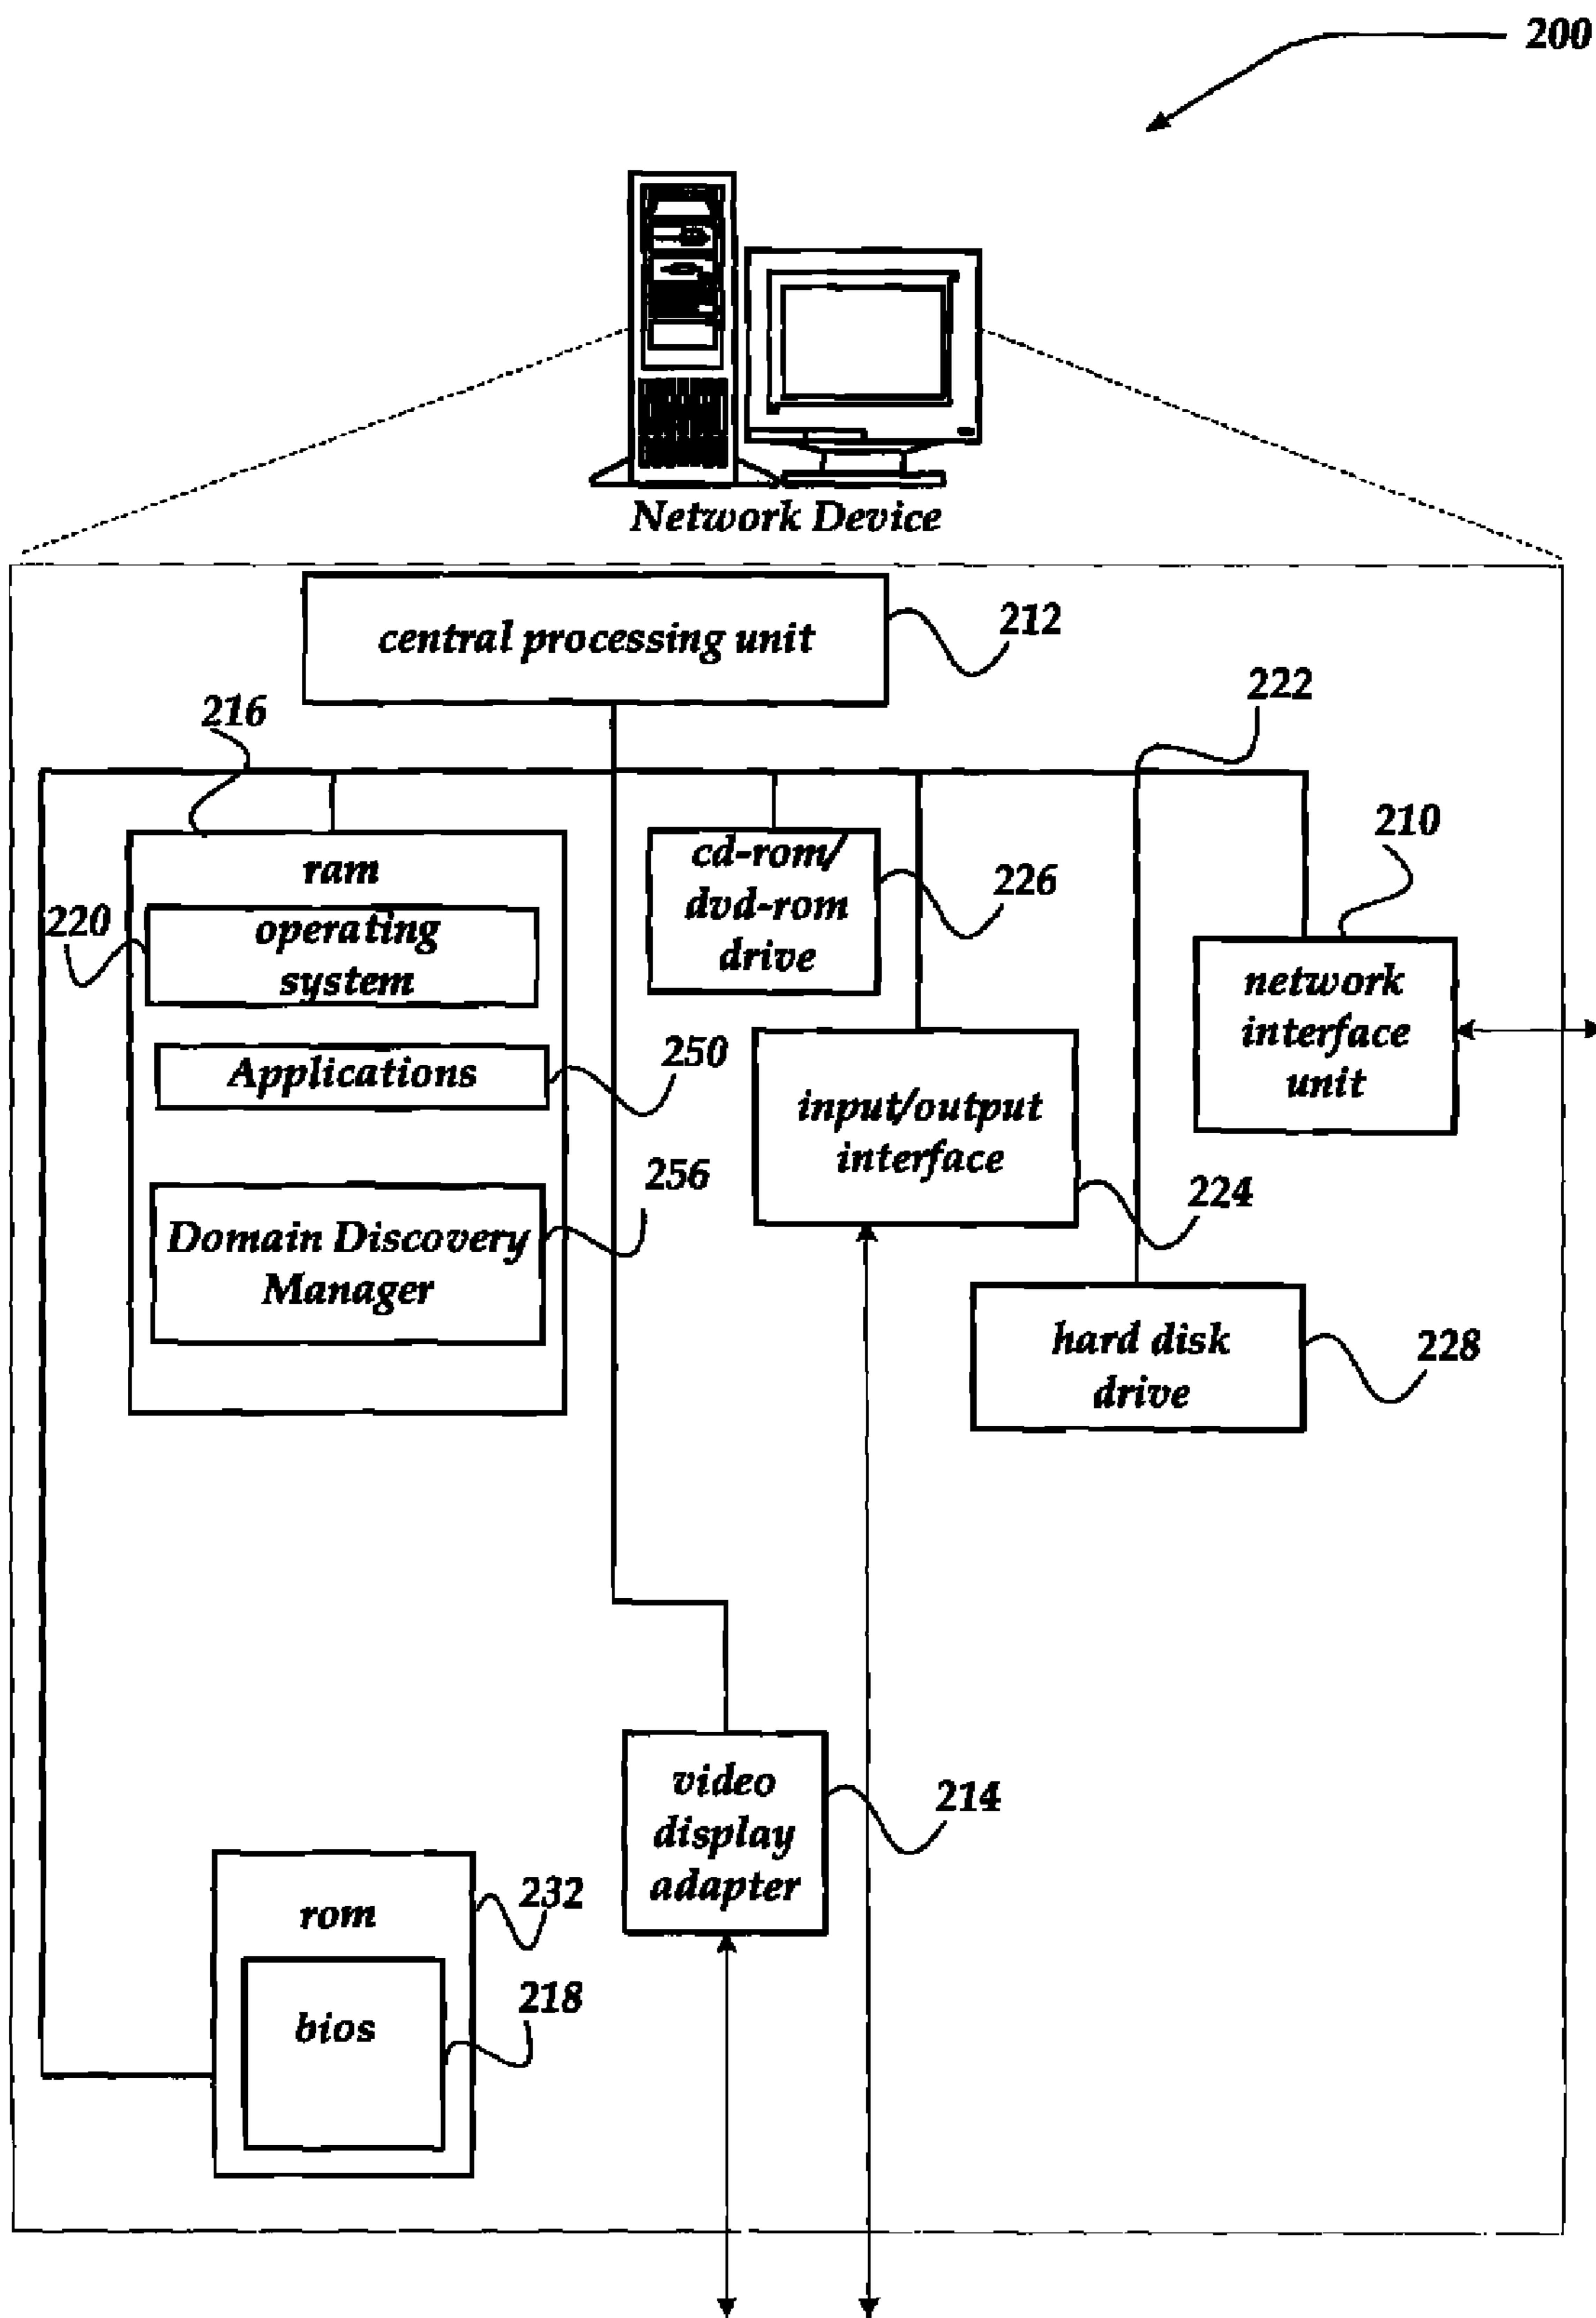 200
Network Device
central processing unit
212
222
216
210
ram
cd-rom/
dvd-rom
drive
226
220
operating
system
network
interface
unit
Applications
250
input/output
interface
256
224
Domain Discovery
Manager
hard disk
drive
228
video
display
adapter
214
rom
232
bios
218